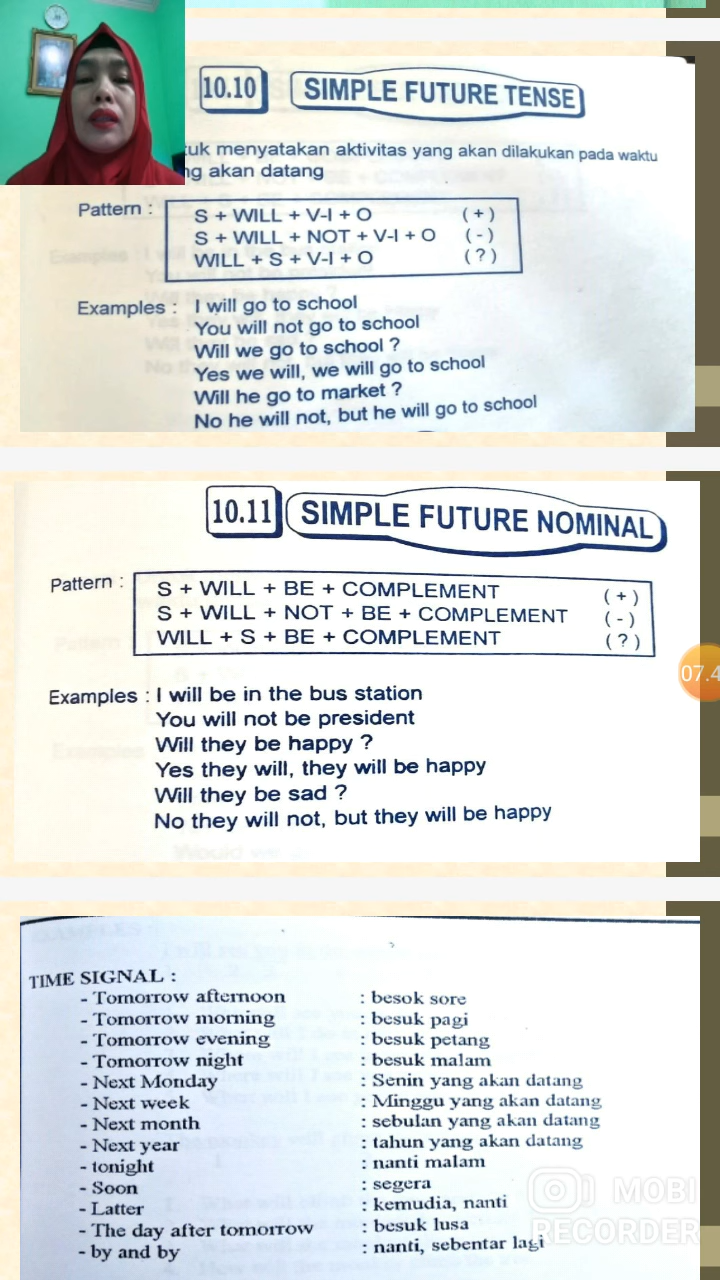 10.10 SIMPLE FUTURE TENSE
tuk menyatakan aktivitas yang akan dilakukan pada waktu
ng akan datang
Pattern : S + WILL + V-I + O (+)
S + WILL + NOT + V-I + O (-)
WILL + S + V-I + O (?)
Examples : I will go to school
You will not go to school
Will we go to school ?
Yes we will, we will go to school
Will he go to market ?
No he will not, but he will go to school
10.11 SIMPLE FUTURE NOMINAL
Pattern : S + WILL + BE + COMPLEMENT (+)
S + WILL + NOT + BE + COMPLEMENT (-)
WILL + S + BE + COMPLEMENT (?)
07.4
Examples : I will be in the bus station
You will not be president
Will they be happy ?
Yes they will, they will be happy
Will they be sad ?
No they will not, but they will be happy
TIME SIGNAL :
- Tomorrow afternoon : besok sore
- Tomorrow morning : besuk pagi
- Tomorrow evening : besuk petang
- Tomorrow night : besuk malam
- Next Monday : Senin yang akan datang
- Next week : Minggu yang akan datang
- Next month : sebulan yang akan datang
- Next year : tahun yang akan datang
- tonight : nanti malam
- Soon : segera
- Latter : kemudia, nanti
- The day after tomorrow : besuk lusa
- by and by : nanti, sebentar lagi
MOBI
RECORDER